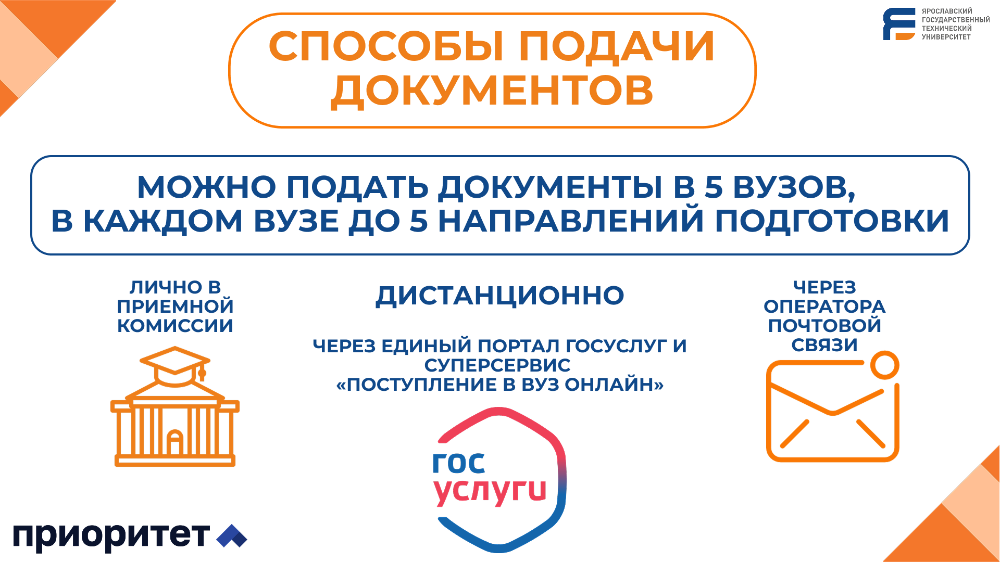 ЯРОСЛАВСКИЙ
ГОСУДАРСТВЕННЫЙ
ТЕХНИЧЕСКИЙ
УНИВЕРСИТЕТ
СПОСОБЫ ПОДАЧИ
ДОКУМЕНТОВ
МОЖНО ПОДАТЬ ДОКУМЕНТЫ В 5 ВУЗОВ,
В КАЖДОМ ВУЗЕ ДО 5 НАПРАВЛЕНИЙ ПОДГОТОВКИ
ЛИЧНО В
ПРИЕМНОЙ
КОМИССИИ
ДИСТАНЦИОННО
ЧЕРЕЗ ЕДИНЫЙ ПОРТАЛ ГОСУСЛУГ И
СУПЕРСЕРВИС
«ПОСТУПЛЕНИЕ В ВУЗ ОНЛАЙН»
гос
услуги
ЧЕРЕЗ
ОПЕРАТОРА
ПОЧТОВОЙ
СВЯЗИ
приоритет